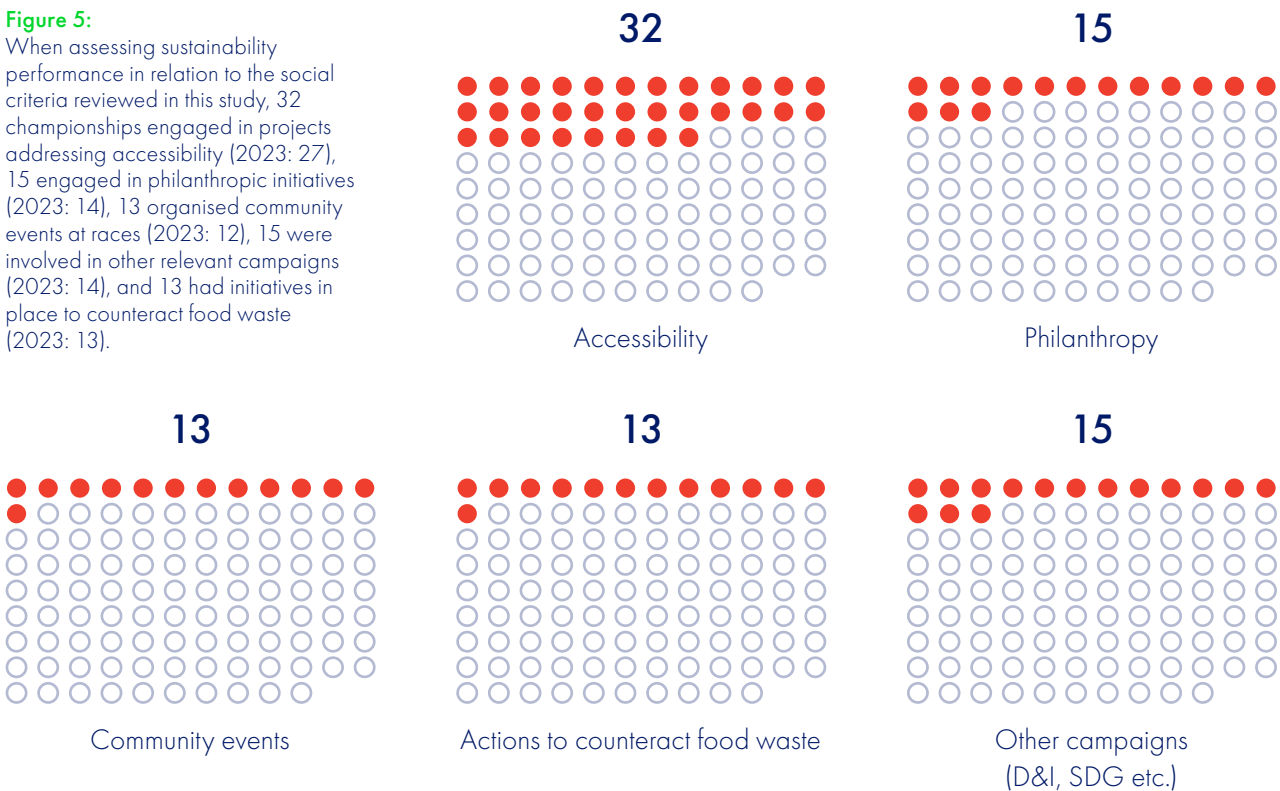 Figure 5:
When assessing sustainability
performance in relation to the social
criteria reviewed in this study, 32
championships engaged in projects
addressing accessibility (2023: 27),
15 engaged in philanthropic initiatives
(2023: 14), 13 organised community
events at races (2023: 12), 15 were
involved in other relevant campaigns
(2023: 14), and 13 had initiatives in
place to counteract food waste
(2023: 13).
32
Accessibility
15
Philanthropy
13
Community events
13
Actions to counteract food waste
15
Other campaigns
(D&I, SDG etc.)